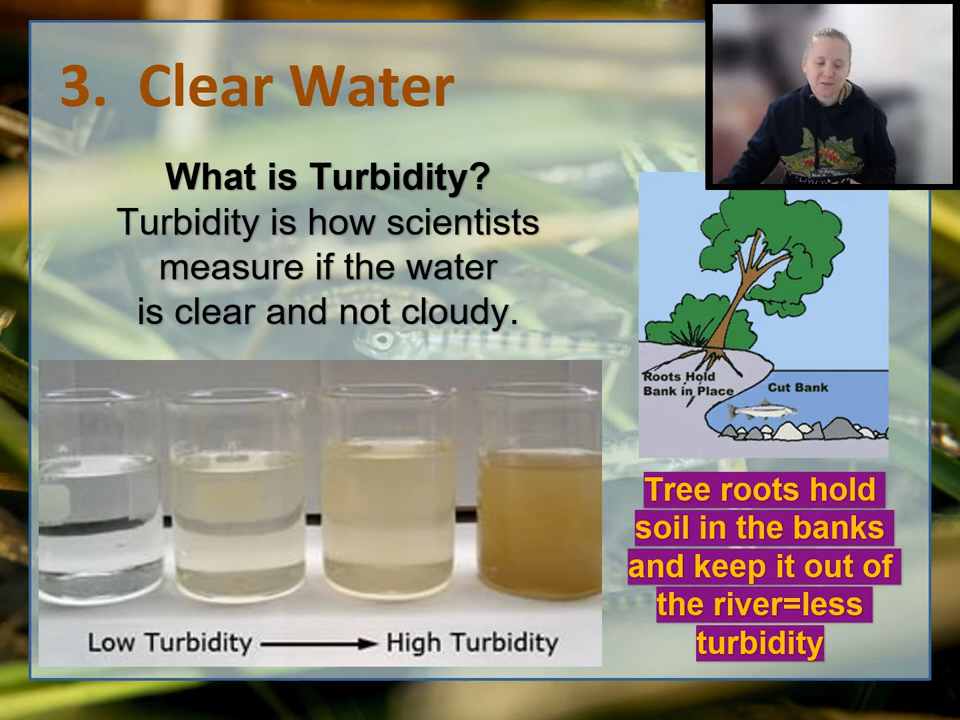 3. Clear Water
What is Turbidity?
Turbidity is how scientists
measure if the water
is clear and not cloudy.
Low Turbidity
High Turbidity
Roots Hold
Bank in Place
Cut Bank
Tree roots hold
soil in the banks
and keep it out of
the river=less
turbidity